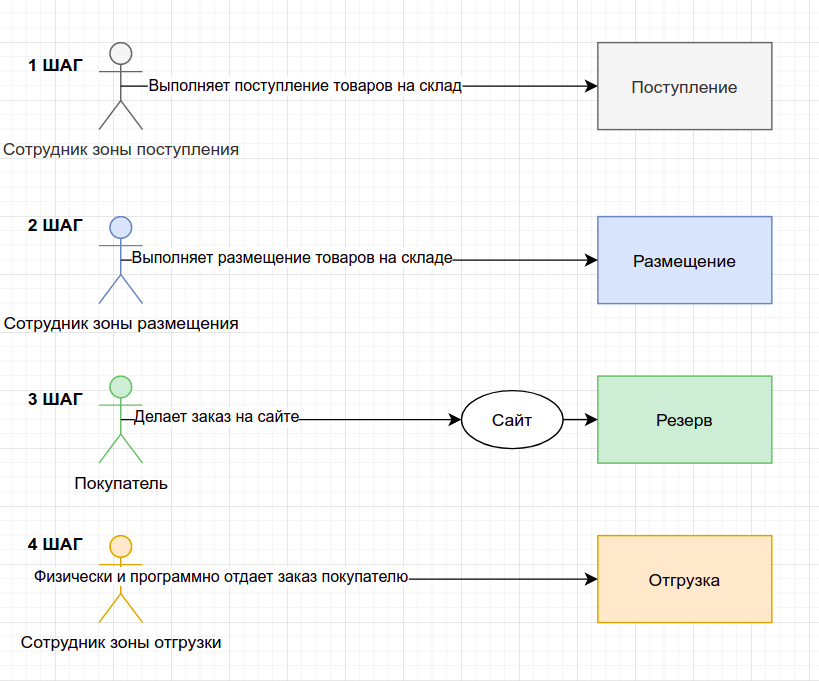 1 ШАГ
Выполняет поступление товаров на склад
Поступление
Сотрудник зоны поступления
2 ШАГ
Выполняет размещение товаров на складе
Размещение
Сотрудник зоны размещения
3 ШАГ
Делает заказ на сайте
Сайт
Резерв
Покупатель
4 ШАГ
Физически и программно отдает заказ покупателю
Отгрузка
Сотрудник зоны отгрузки